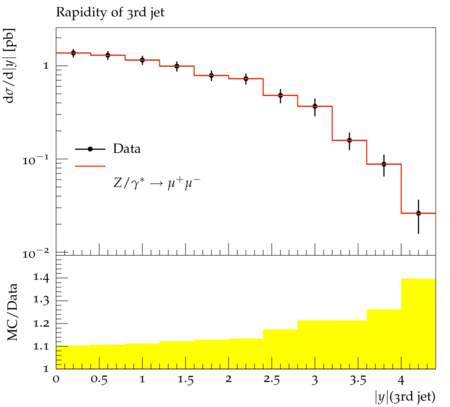 Rapidity of 3rd jet
dσ/d|y| [pb]
1
10⁻¹
10⁻²
Data
Z/γ* → μ⁺μ⁻
MC/Data
1.4
1.3
1.2
1.1
1
0 0.5 1 1.5 2 2.5 3 3.5 4
|y|(3rd jet)